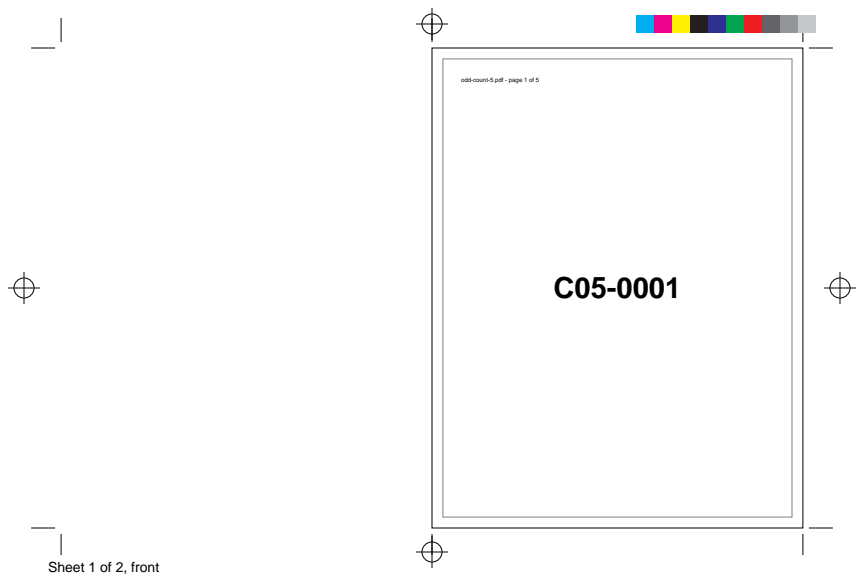 odd-count-5.pdf - page 1 of 5
C05-0001
Sheet 1 of 2, front